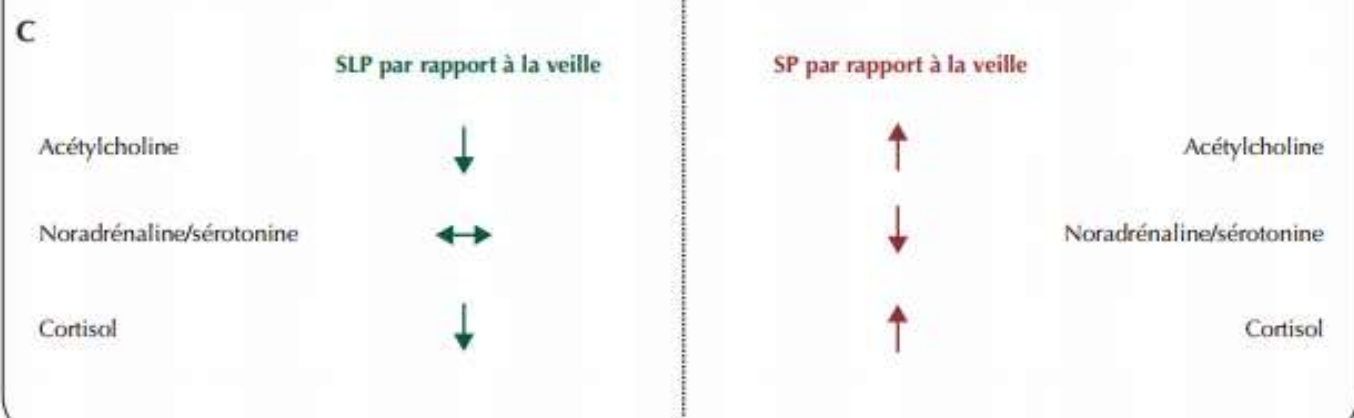 C
SLP par rapport à la veille
SP par rapport à la veille
Acétylcholine
Acétylcholine
Noradrénaline/sérotonine
Noradrénaline/sérotonine
Cortisol
Cortisol